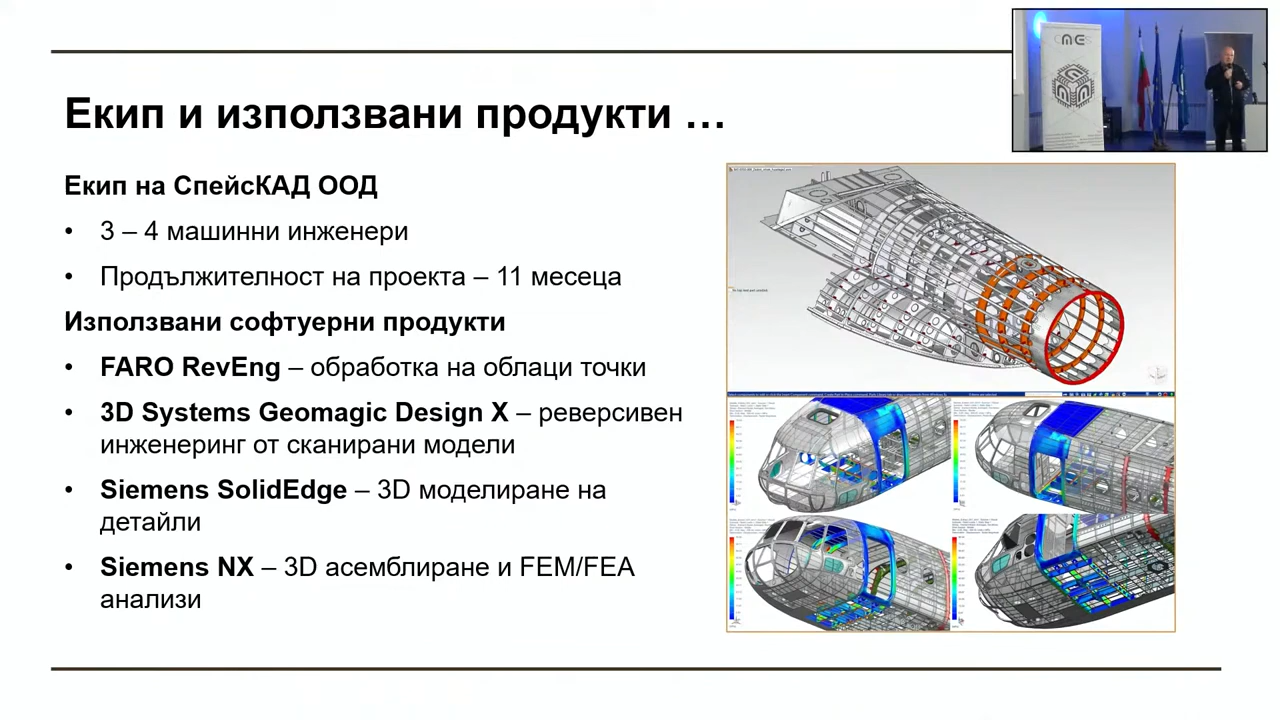 Екип и използвани продукти …
Екип на СпейсКАД ООД
• 3 – 4 машинни инженери
• Продължителност на проекта – 11 месеца
Използвани софтуерни продукти
• FARO RevEng – обработка на облаци точки
• 3D Systems Geomagic Design X – реверсивен
инженеринг от сканирани модели
• Siemens SolidEdge – 3D моделиране на
детайли
• Siemens NX – 3D асемблиране и FEM/FEA
анализи